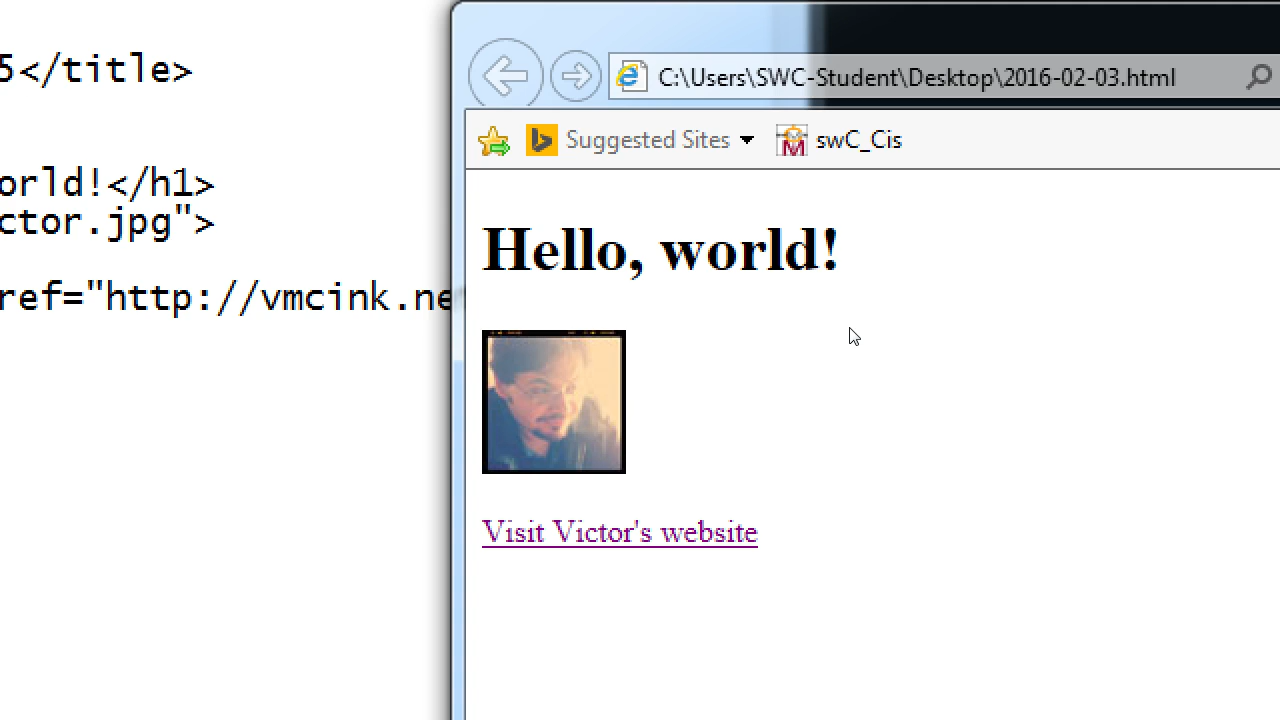 5</title>
orld!</h1>
ctor.jpg">
ref="http://vmcink.ne
C:\Users\SWC-Student\Desktop\2016-02-03.html
Suggested Sites
swC_Cis
Hello, world!
Visit Victor's website